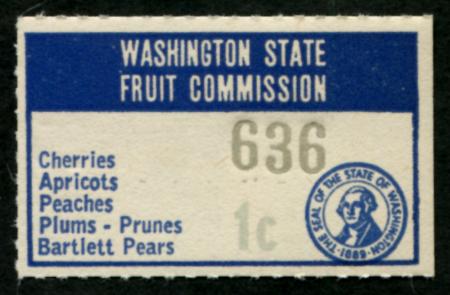 WASHINGTON STATE
FRUIT COMMISSION
636
Cherries
Apricots
Peaches
Plums - Prunes
Bartlett Pears
1c
THE SEAL OF THE STATE OF WASHINGTON
1889